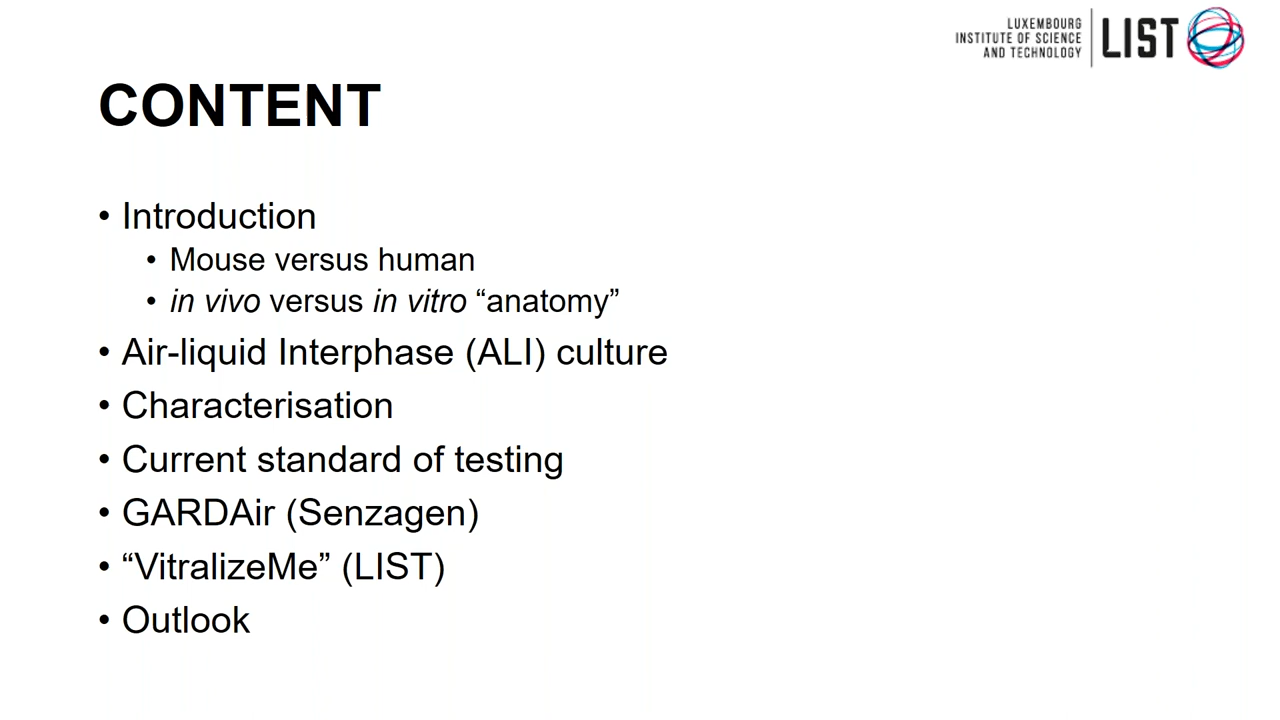 LUXEMBOURG
INSTITUTE OF SCIENCE
AND TECHNOLOGY
LIST
CONTENT
• Introduction
• Mouse versus human
• in vivo versus in vitro “anatomy”
• Air-liquid Interphase (ALI) culture
• Characterisation
• Current standard of testing
• GARDAir (Senzagen)
• “VitralizeMe” (LIST)
• Outlook